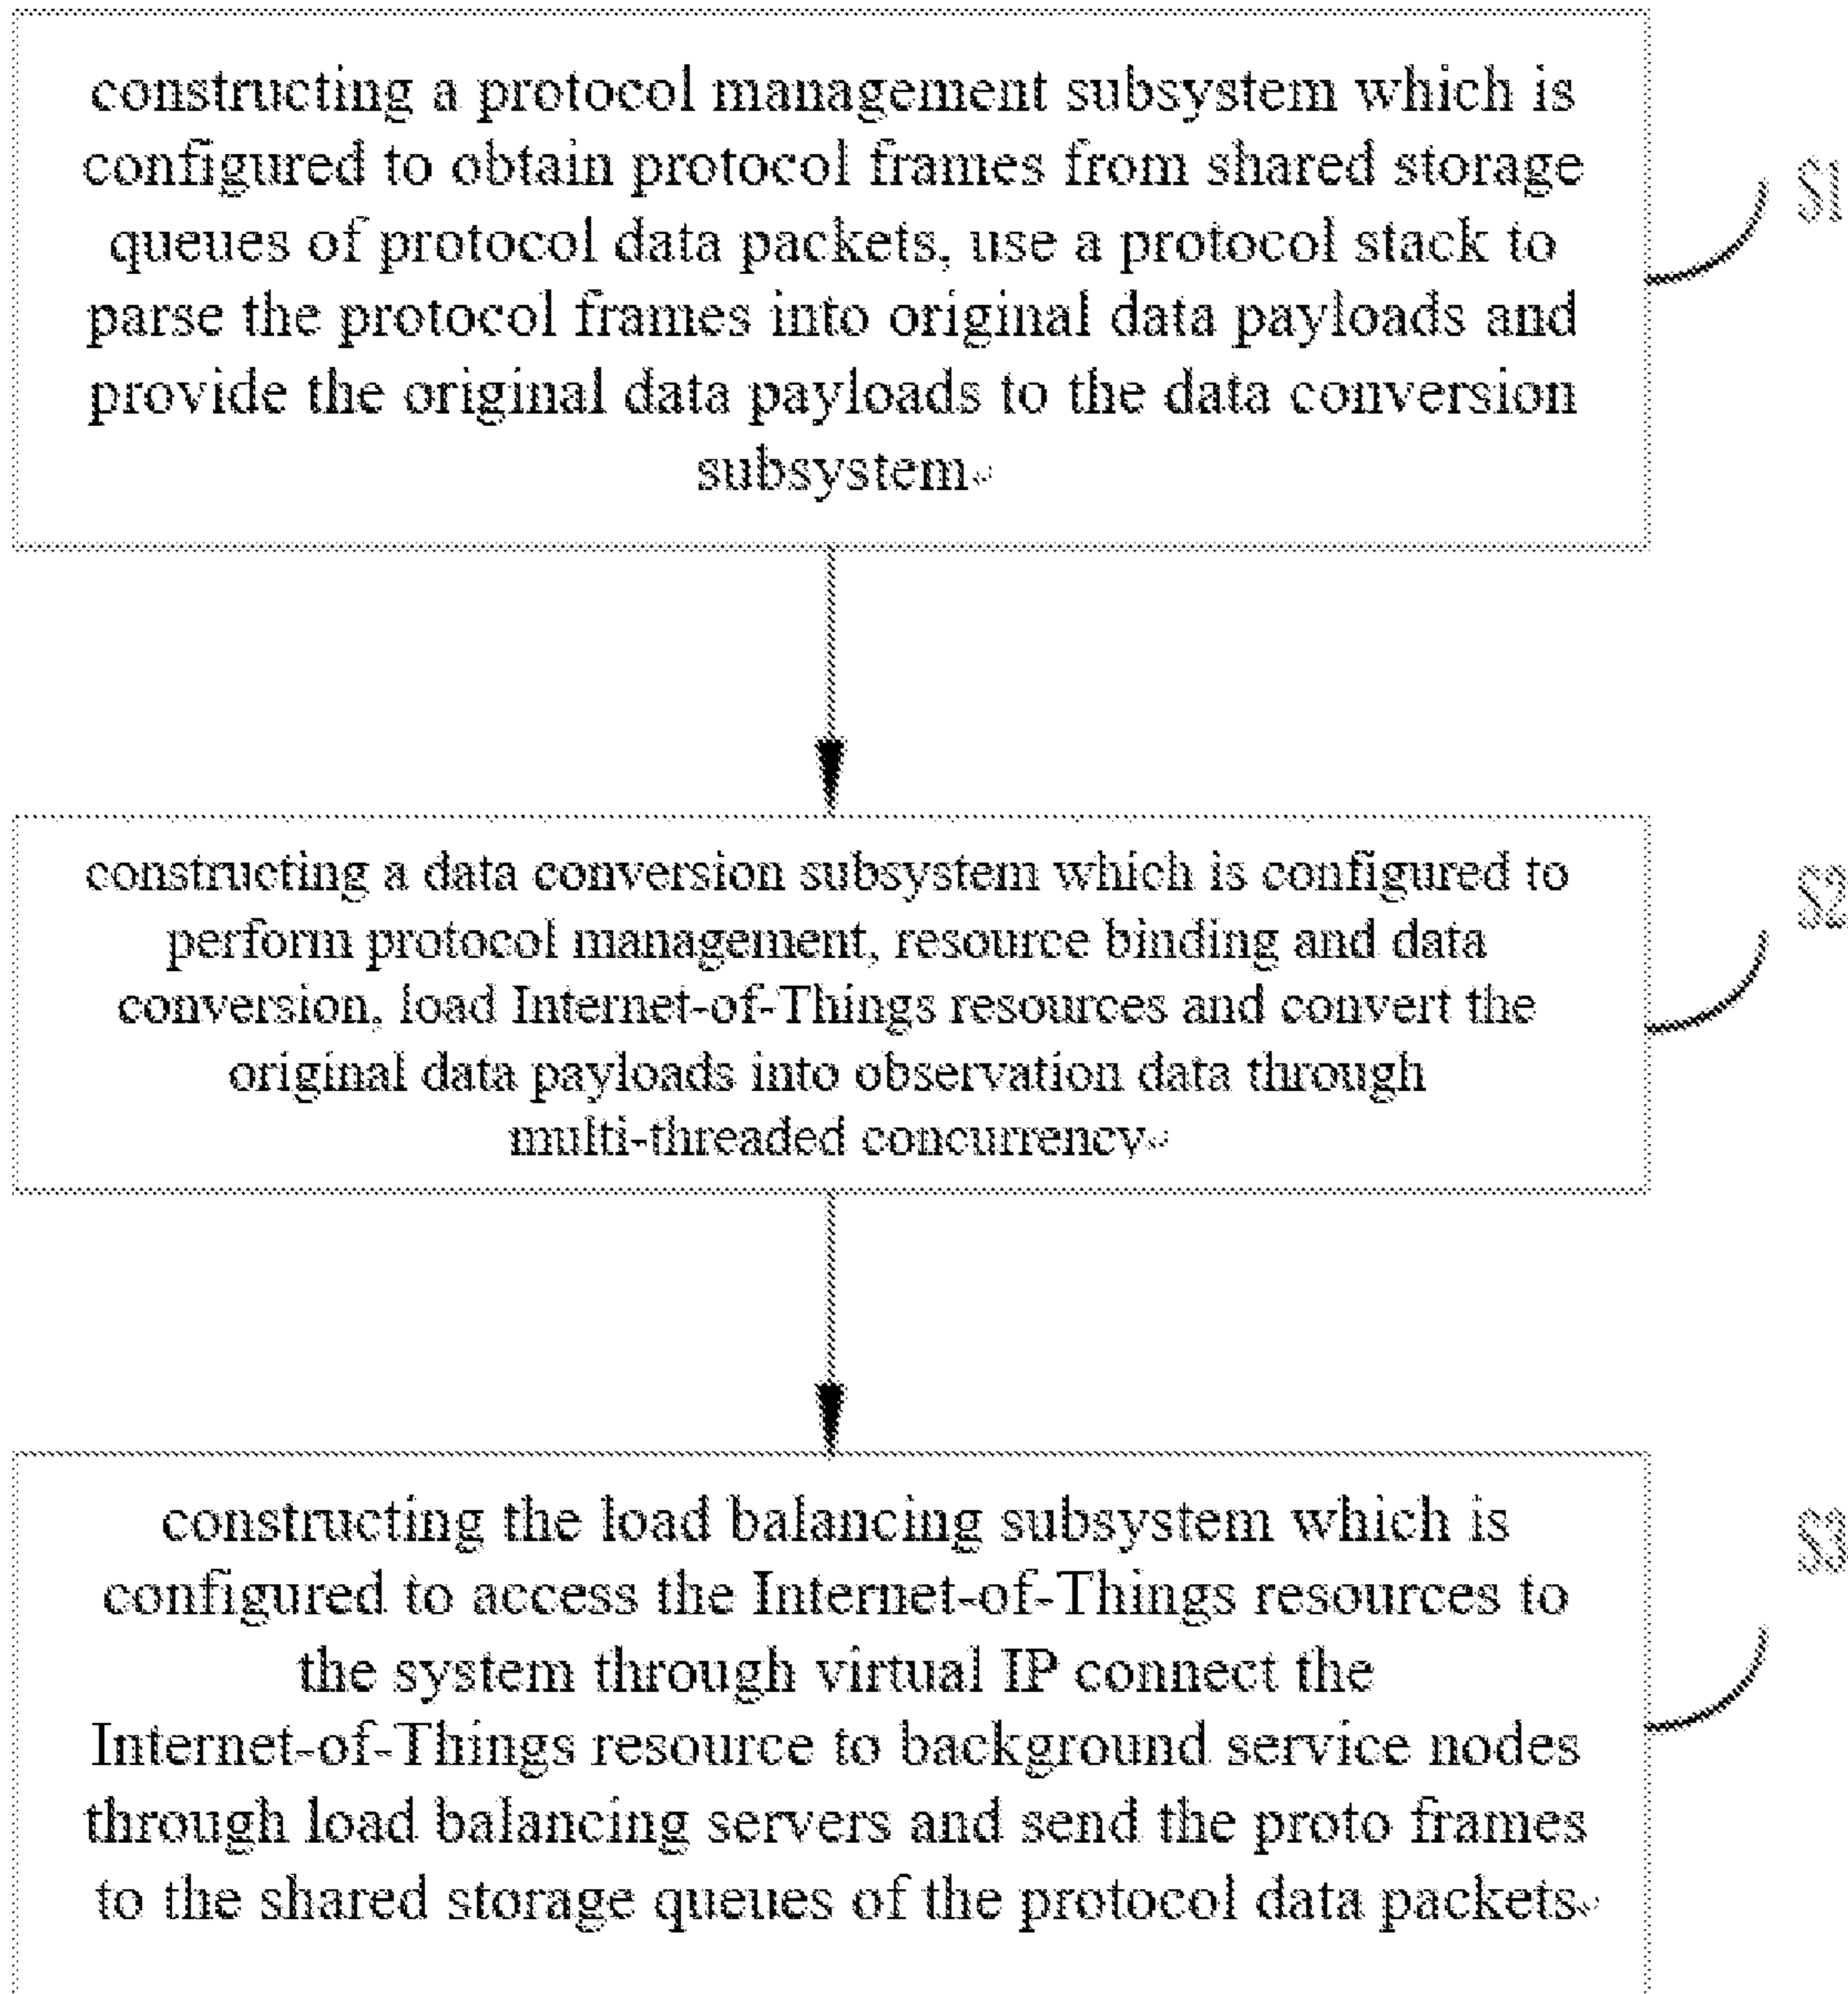 constructing a protocol management subsystem which is
configured to obtain protocol frames from shared storage
queues of protocol data packets, use a protocol stack to
parse the protocol frames into original data payloads and
provide the original data payloads to the data conversion
subsystem
S1
constructing a data conversion subsystem which is configured to
perform protocol management, resource binding and data
conversion, load Internet-of-Things resources and convert the
original data payloads into observation data through
multi-threaded concurrency
S2
constructing the load balancing subsystem which is
configured to access the Internet-of-Things resources to
the system through virtual IP connect the
Internet-of-Things resource to background service nodes
through load balancing servers and send the proto frames
to the shared storage queues of the protocol data packets
S3